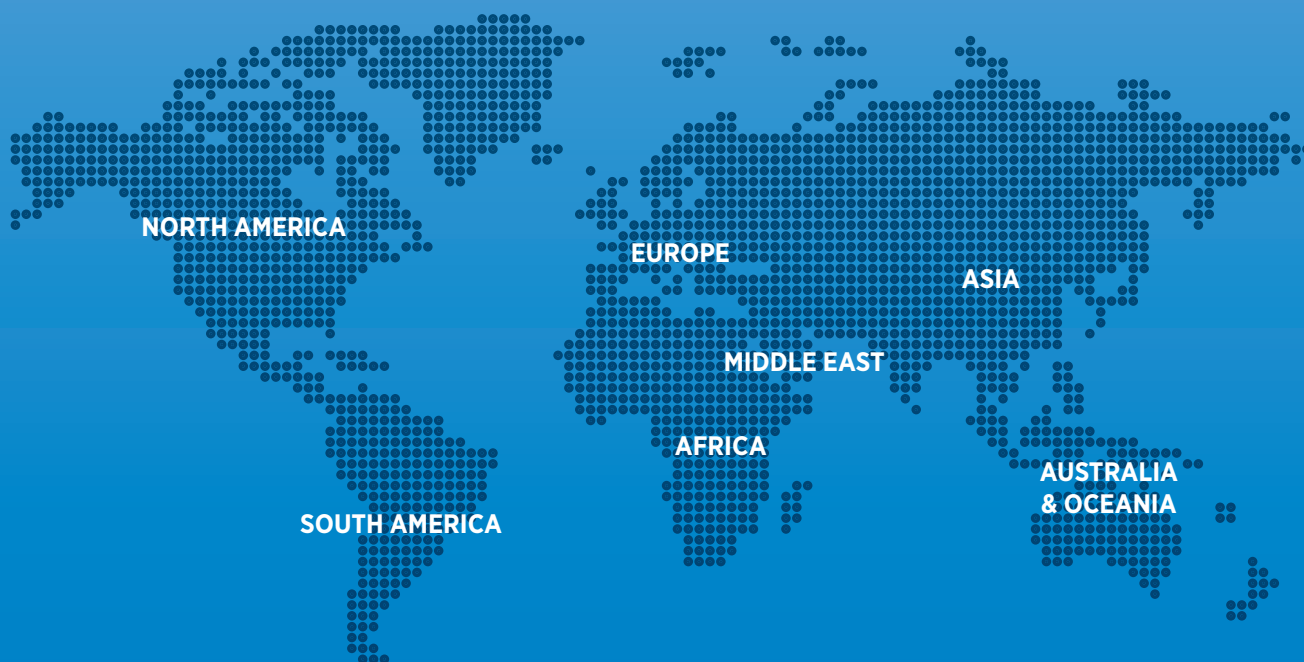 NORTH AMERICA
EUROPE
ASIA
MIDDLE EAST
AFRICA
AUSTRALIA
& OCEANIA
SOUTH AMERICA